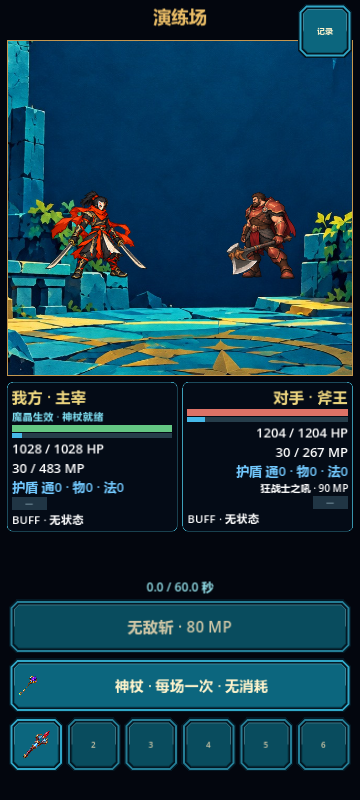 演练场
记录
我方 · 主宰
魔晶生效 · 神杖就绪
1028 / 1028 HP
30 / 483 MP
护盾 通0 · 物0 · 法0
—
BUFF · 无状态
对手 · 斧王
1204 / 1204 HP
30 / 267 MP
护盾 通0 · 物0 · 法0
狂战士之吼 · 90 MP
—
BUFF · 无状态
0.0 / 60.0 秒
无敌斩 · 80 MP
神杖 · 每场一次 · 无消耗
2 3 4 5 6